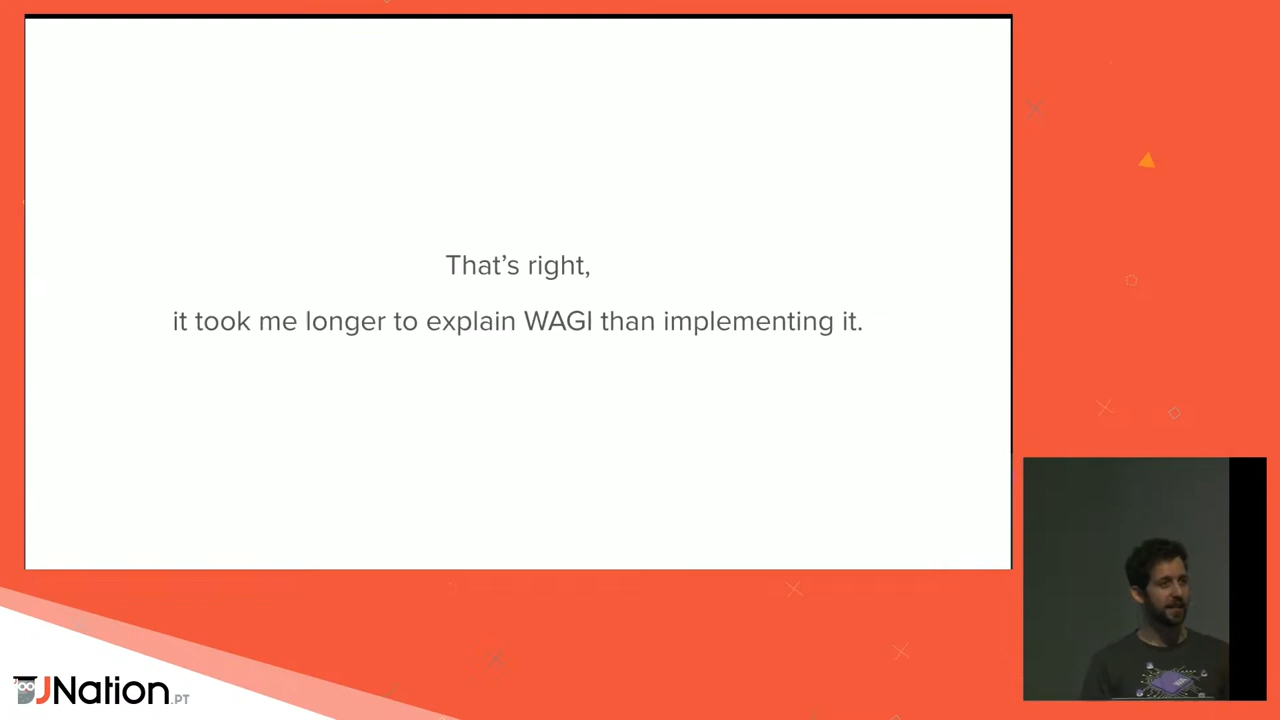 That’s right,
it took me longer to explain WAGI than implementing it.
JNation.PT